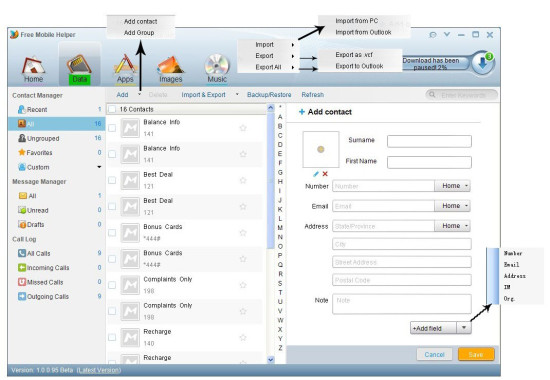 Add contact
Add Group
Import from PC
Import from Outlook
Import
Export
Export All
Export as .vcf
Export to Outlook
Free Mobile Helper
Download has been
paused! 2%
Home
Data
Apps
Images
Music
Contact Manager
Add
Delete
Import & Export
Backup/Restore
Refresh
Enter Keywords
Recent 1
All 16
Ungrouped 16
Favorites 0
Custom
Message Manager
All 1
Unread 0
Drafts 0
Call Log
All Calls 9
Incoming Calls 0
Missed Calls 0
Outgoing Calls 9
16 Contacts
Balance Info
141
Balance Info
141
Best Deal
121
Best Deal
121
Bonus Cards
*444#
Bonus Cards
*444#
Complaints Only
198
Complaints Only
198
Recharge
140
Recharge
*
A
B
C
D
E
F
G
H
I
J
K
L
M
N
O
P
Q
R
S
T
U
V
W
X
Y
Z
+ Add contact
Surname
First Name
Number Number Home
Email Email Home
Address State/Province Home
City
Street Address
Postal Code
Note Note
+Add field
Cancel
Save
Number
Email
Address
IM
Org.
Version: 1.0.0.95 Beta (Latest Version)